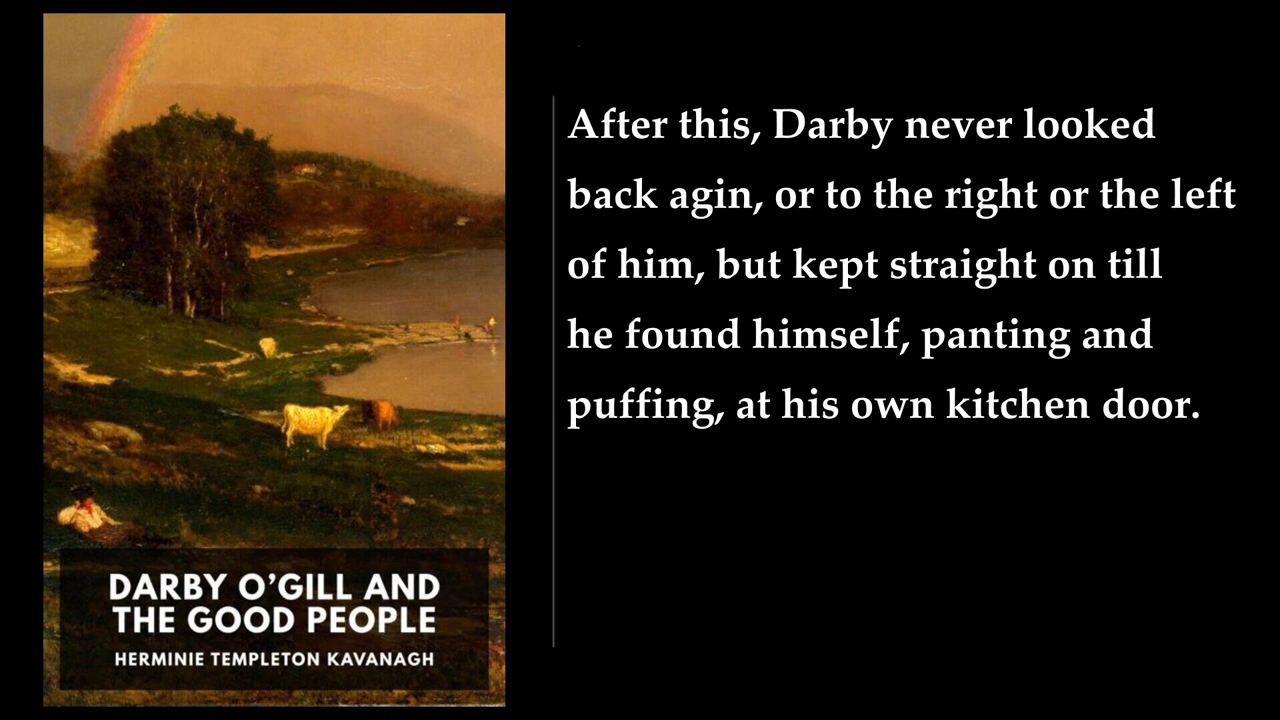 After this, Darby never looked
back agin, or to the right or the left
of him, but kept straight on till
he found himself, panting and
puffing, at his own kitchen door.
DARBY O’GILL AND
THE GOOD PEOPLE
HERMINIE TEMPLETON KAVANAGH